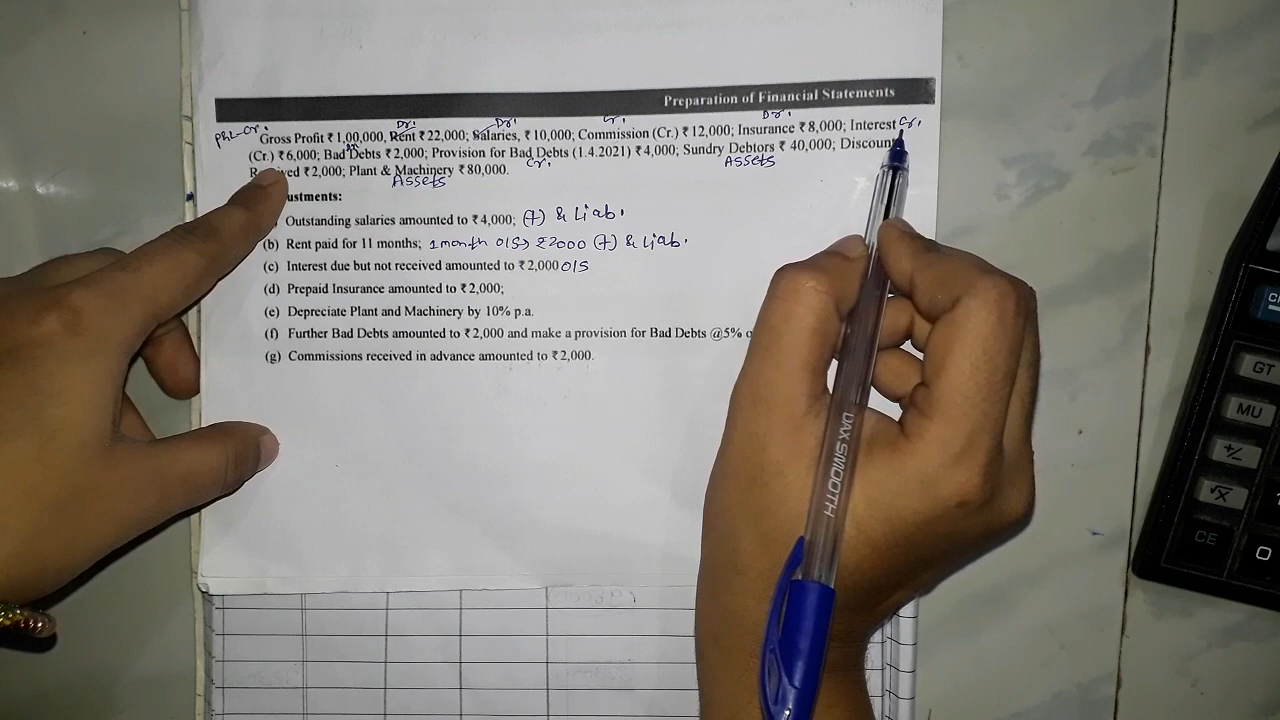 Preparation of Financial Statements
P&L Cr. Dr. Dr. Cr. Dr. Cr.
Gross Profit ₹ 1,00,000, Rent ₹ 22,000; Salaries, ₹ 10,000; Commission (Cr.) ₹ 12,000; Insurance ₹ 8,000; Interest
(Cr.) ₹ 6,000; Bad Debts ₹ 2,000; Provision for Bad Debts (1.4.2021) ₹ 4,000; Sundry Debtors ₹ 40,000; Discount
Cr. Assets
₹ 2,000; Plant & Machinery ₹ 80,000.
Assets
ustments:
Outstanding salaries amounted to ₹ 4,000; (+) & Liab.
(b) Rent paid for 11 months; 1 month O/S → ₹2000 (+) & Liab.
(c) Interest due but not received amounted to ₹ 2,000 O/S
(d) Prepaid Insurance amounted to ₹ 2,000;
(e) Depreciate Plant and Machinery by 10% p.a.
(f) Further Bad Debts amounted to ₹ 2,000 and make a provision for Bad Debts @5% o
(g) Commissions received in advance amounted to ₹ 2,000.
DAXSMOOTH
GT
MU
+/-
√X
CE
0